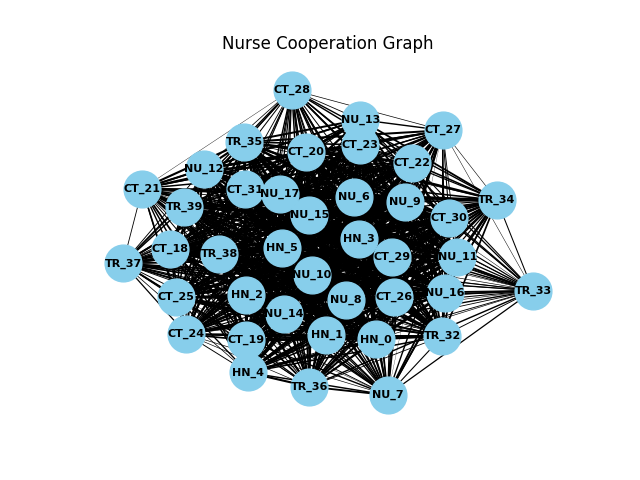 Nurse Cooperation Graph
CT_28
NU_13
CT_27
TR_35
CT_20
CT_23
CT_22
NU_12
CT_21
CT_31
NU_17
NU_6
NU_9
TR_34
TR_39
NU_15
CT_30
HN_3
CT_18
TR_38
HN_5
CT_29
NU_11
TR_37
NU_10
CT_25
HN_2
NU_8
CT_26
NU_16
TR_33
NU_14
CT_24
CT_19
HN_1
HN_0
TR_32
HN_4
TR_36
NU_7